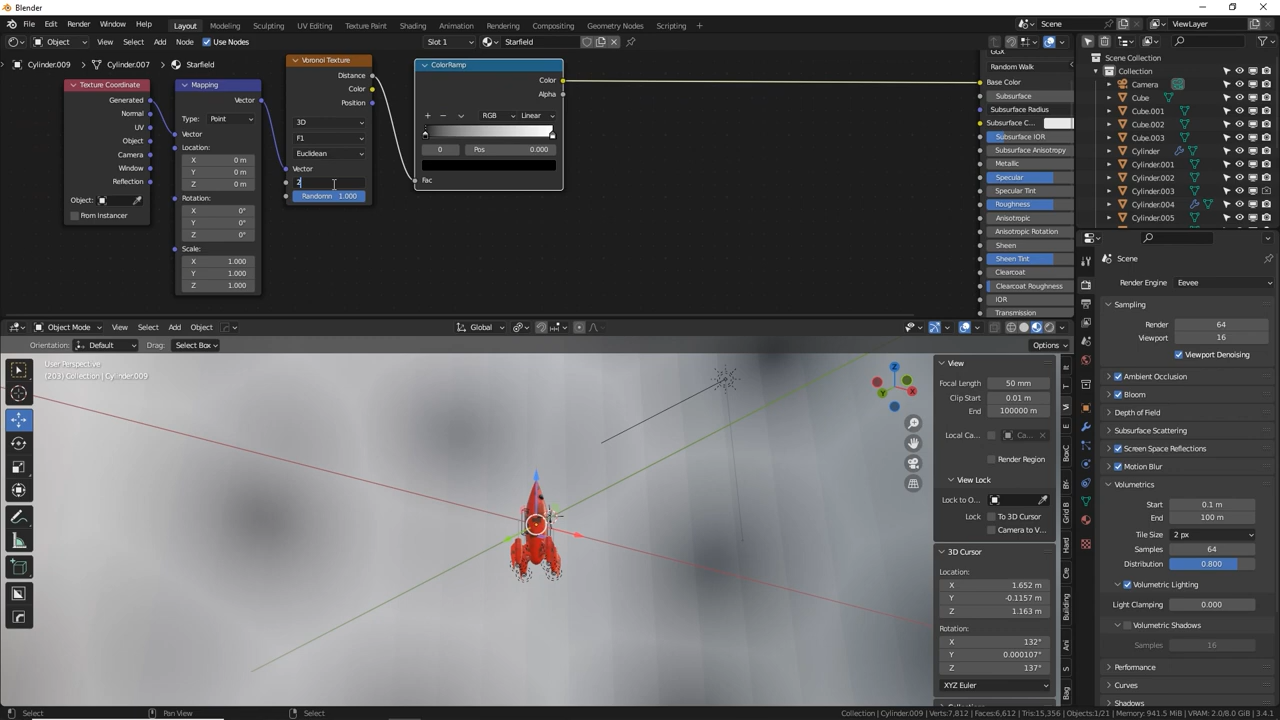 Blender
File Edit Render Window Help Layout Modeling Sculpting UV Editing Texture Paint Shading Animation Rendering Compositing Geometry Nodes Scripting Scene ViewLayer
Object View Select Add Node Use Nodes Slot 1 Starfield
Cylinder.009 Cylinder.007 Starfield
Texture Coordinate
Generated
Normal
UV
Object
Camera
Window
Reflection
Object:
From Instancer
Mapping
Vector
Type: Point
Vector
Location:
X 0 m
Y 0 m
Z 0 m
Rotation:
X 0°
Y 0°
Z 0°
Scale:
X 1.000
Y 1.000
Z 1.000
Voronoi Texture
Distance
Color
Position
3D
F1
Euclidean
Vector
2
Randomn 1.000
ColorRamp
Color
Alpha
RGB Linear
0 Pos 0.000
Fac
GGX
Random Walk
Base Color
Subsurface
Subsurface Radius
Subsurface C...
Subsurface IOR
Subsurface Anisotropy
Metallic
Specular
Specular Tint
Roughness
Anisotropic
Anisotropic Rotation
Sheen
Sheen Tint
Clearcoat
Clearcoat Roughness
IOR
Transmission
Scene Collection
Collection
Camera
Cube
Cube.001
Cube.002
Cube.003
Cylinder
Cylinder.001
Cylinder.002
Cylinder.003
Cylinder.004
Cylinder.005
Object Mode View Select Add Object Global
Orientation: Default Drag: Select Box Options
User Perspective
(203) Collection | Cylinder.009
Z
X
Y
View
Focal Length 50 mm
Clip Start 0.01 m
End 100000 m
Local Ca... Ca...
Render Region
View Lock
Lock to O...
Lock To 3D Cursor
Camera to V...
3D Cursor
Location:
X 1.652 m
Y -0.1157 m
Z 1.163 m
Rotation:
X 132°
Y 0.000107°
Z 137°
XYZ Euler
It
T
M
E
BoxC
BY-
Grid B
Hard
Cre
Building
Ani
S
Bag
Scene
Render Engine Eevee
Sampling
Render 64
Viewport 16
Viewport Denoising
Ambient Occlusion
Bloom
Depth of Field
Subsurface Scattering
Screen Space Reflections
Motion Blur
Volumetrics
Start 0.1 m
End 100 m
Tile Size 2 px
Samples 64
Distribution 0.800
Volumetric Lighting
Light Clamping 0.000
Volumetric Shadows
Samples 16
Performance
Curves
Shadows
Select Pan View Select Collection | Cylinder.009 | Verts:7,812 | Faces:6,612 | Tris:15,356 | Objects:1/21 | Memory: 941.5 MiB | VRAM: 2.0/8.0 GiB | 3.4.1